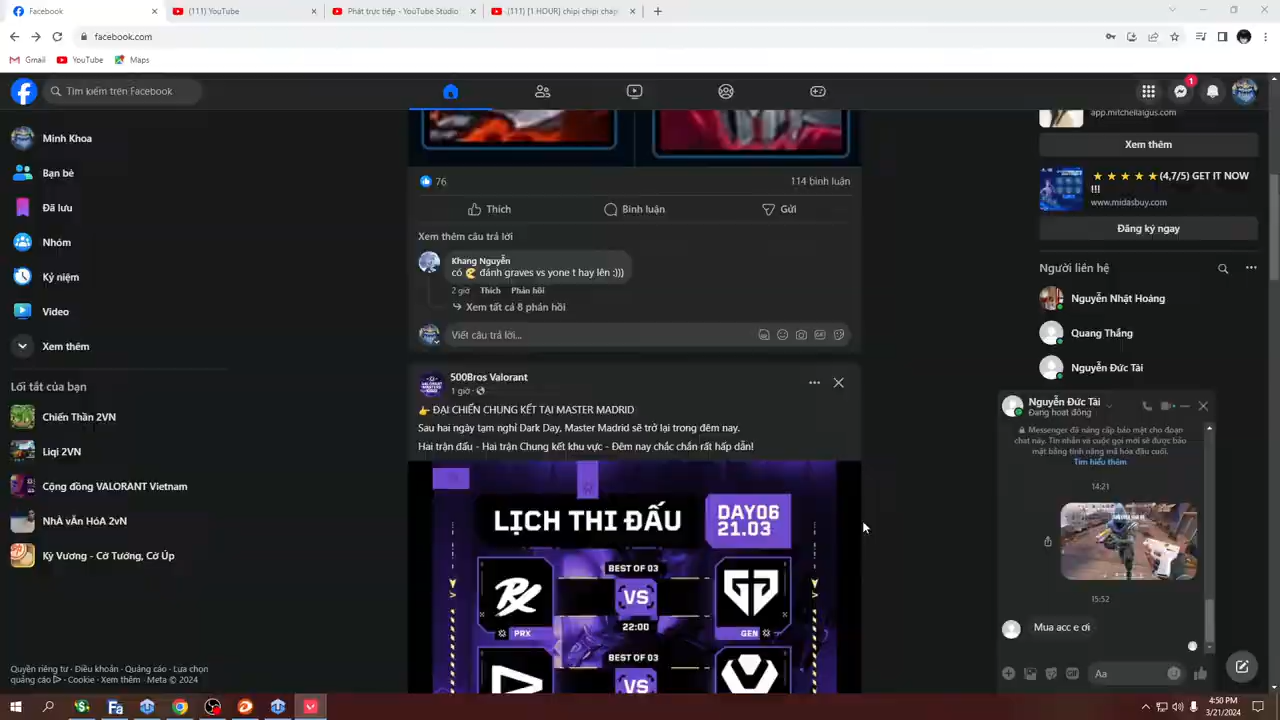 Facebook
(111) YouTube
Phát trực tiếp - YouTube Studio
(111) [1 HOUR] chipi chipi chap
facebook.com
Gmail
YouTube
Maps
Tìm kiếm trên Facebook
1
Minh Khoa
Bạn bè
Đã lưu
Nhóm
Kỷ niệm
Video
Xem thêm
Lối tắt của bạn
Chiến Thần 2VN
Liqi 2VN
Cộng đồng VALORANT Vietnam
NhÀ vẮn HóA 2vN
Kỳ Vương - Cờ Tướng, Cờ Úp
Quyền riêng tư · Điều khoản · Quảng cáo · Lựa chọn
quảng cáo · Cookie · Xem thêm · Meta © 2024
76
114 bình luận
Thích
Bình luận
Gửi
Xem thêm câu trả lời
Khang Nguyễn
có đánh graves vs yone t hay lên :)))
2 giờ Thích Phản hồi
Xem tất cả 8 phản hồi
Viết câu trả lời...
500Bros Valorant
1 giờ ·
ĐẠI CHIẾN CHUNG KẾT TẠI MASTER MADRID
Sau hai ngày tạm nghỉ Dark Day, Master Madrid sẽ trở lại trong đêm nay.
Hai trận đấu - Hai trận Chung kết khu vực - Đêm nay chắc chắn rất hấp dẫn!
LỊCH THI ĐẤU
DAY06
21.03
BEST OF 03
VS
22:00
PRX
GEN
BEST OF 03
VS
app.mitchellaigus.com
Xem thêm
(4,7/5) GET IT NOW
!!!
www.midasbuy.com
Đăng ký ngay
Người liên hệ
Nguyễn Nhật Hoàng
Quang Thắng
Nguyễn Đức Tài
Nguyễn Đức Tài
Đang hoạt động
Messenger đã nâng cấp bảo mật cho đoạn
chat này. Tin nhắn và cuộc gọi mới sẽ được bảo
mật bằng tính năng mã hóa đầu cuối.
Tìm hiểu thêm
14:21
15:52
Mua acc e ơi
Aa
4:50 PM
3/21/2024